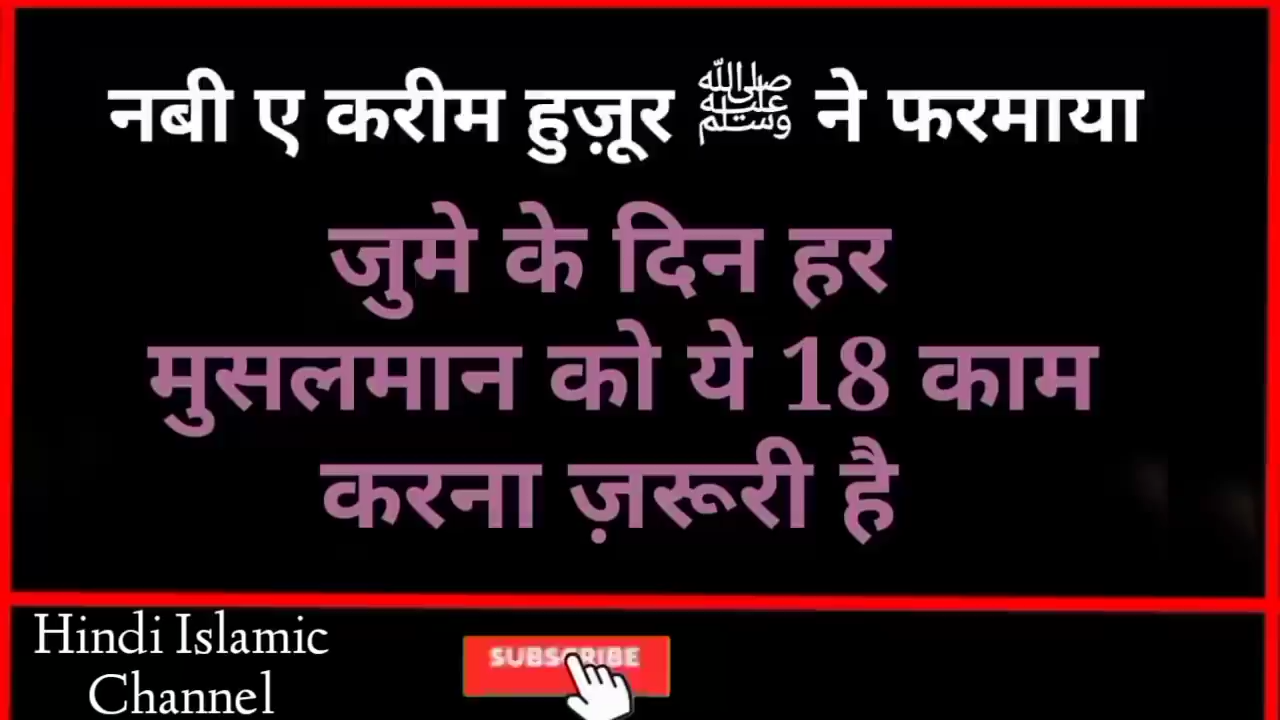 नबी ए करीम हुज़ूर ﷺ ने फरमाया
जुमे के दिन हर
मुसलमान को ये 18 काम
करना ज़रूरी है
Hindi Islamic
Channel
SUBSCRIBE